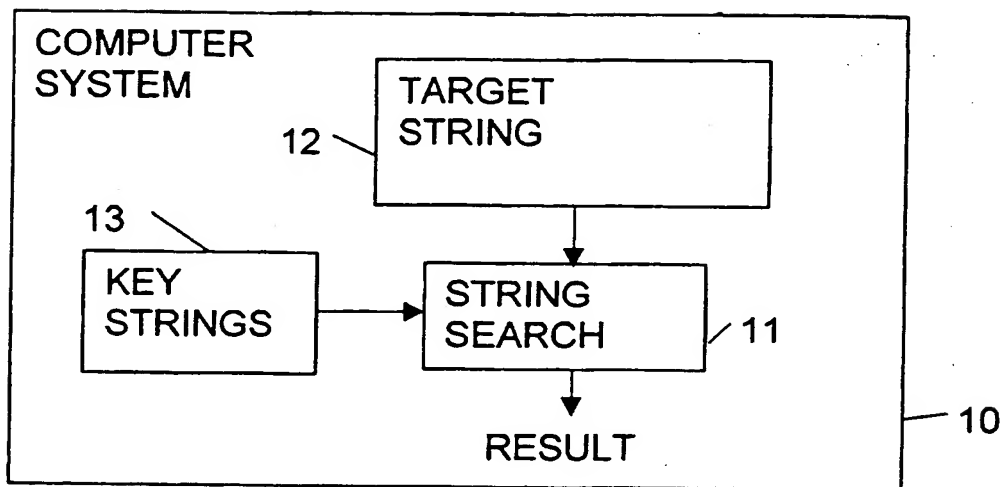 COMPUTER
SYSTEM
TARGET
STRING
12
13
KEY
STRINGS
STRING
SEARCH
11
10
RESULT